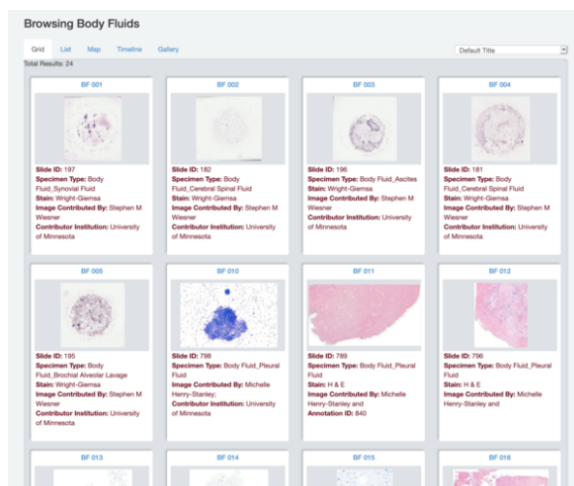 Browsing Body Fluids
Grid List Map Timeline Gallery
Default Title
Total Results: 24
BF 001
Slide ID: 197
Specimen Type: Body
Fluid_Synovial Fluid
Stain: Wright-Giemsa
Image Contributed By: Stephen M
Wiesner
Contributor Institution: University
of Minnesota
BF 002
Slide ID: 182
Specimen Type: Body
Fluid_Cerebral Spinal Fluid
Stain: Wright-Giemsa
Image Contributed By: Stephen M
Wiesner
Contributor Institution: University
of Minnesota
BF 003
Slide ID: 196
Specimen Type: Body Fluid_Ascites
Stain: Wright-Giemsa
Image Contributed By: Stephen M
Wiesner
Contributor Institution: University
of Minnesota
BF 004
Slide ID: 181
Specimen Type: Body
Fluid_Cerebral Spinal Fluid
Stain: Wright-Giemsa
Image Contributed By: Stephen M
Wiesner
Contributor Institution: University
of Minnesota
BF 005
Slide ID: 195
Specimen Type: Body
Fluid_Brochial Alveolar Lavage
Stain: Wright-Giemsa
Image Contributed By: Stephen M
Wiesner
Contributor Institution: University
of Minnesota
BF 010
Slide ID: 798
Specimen Type: Body Fluid_Pleural
Fluid
Image Contributed By: Michelle
Henry-Stanley;
Contributor Institution: University
of Minnesota
BF 011
Slide ID: 789
Specimen Type: Body Fluid_Pleural
Fluid
Stain: H & E
Image Contributed By: Michelle
Henry-Stanley and
Annotation ID: 840
BF 012
Slide ID: 796
Specimen Type: Body Fluid_Pleural
Fluid
Stain: H & E
Image Contributed By: Michelle
Henry-Stanley and
BF 013
BF 014
BF 015
BF 016